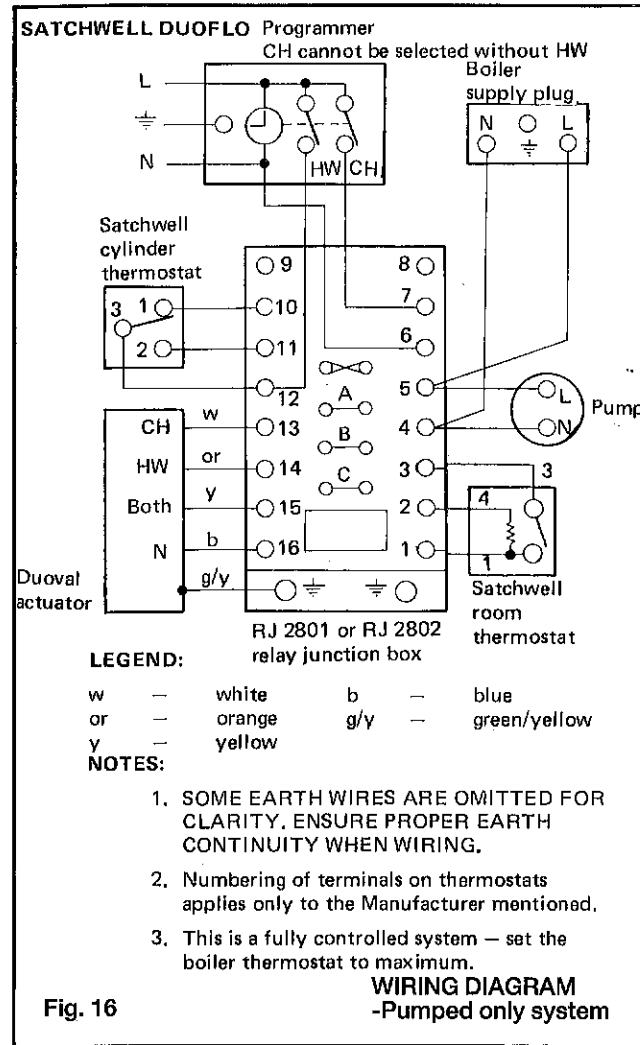 SATCHWELL DUOFLO Programmer
CH cannot be selected without HW
Boiler
supply plug
L
N
HW CH
N L
Satchwell
cylinder
thermostat
3 1
2
9 8
10 7
11 6
12 5
A
13 4
B
14 3
C
15 2
16 1
L
N
Pump
CH w
HW or
Both y
N b
g/y
Duoval
actuator
3
4
1
Satchwell
room
thermostat
RJ 2801 or RJ 2802
relay junction box
LEGEND:
w – white b – blue
or – orange g/y – green/yellow
y – yellow
NOTES:
1. SOME EARTH WIRES ARE OMITTED FOR
CLARITY. ENSURE PROPER EARTH
CONTINUITY WHEN WIRING.
2. Numbering of terminals on thermostats
applies only to the Manufacturer mentioned.
3. This is a fully controlled system – set the
boiler thermostat to maximum.
Fig. 16
WIRING DIAGRAM
-Pumped only system